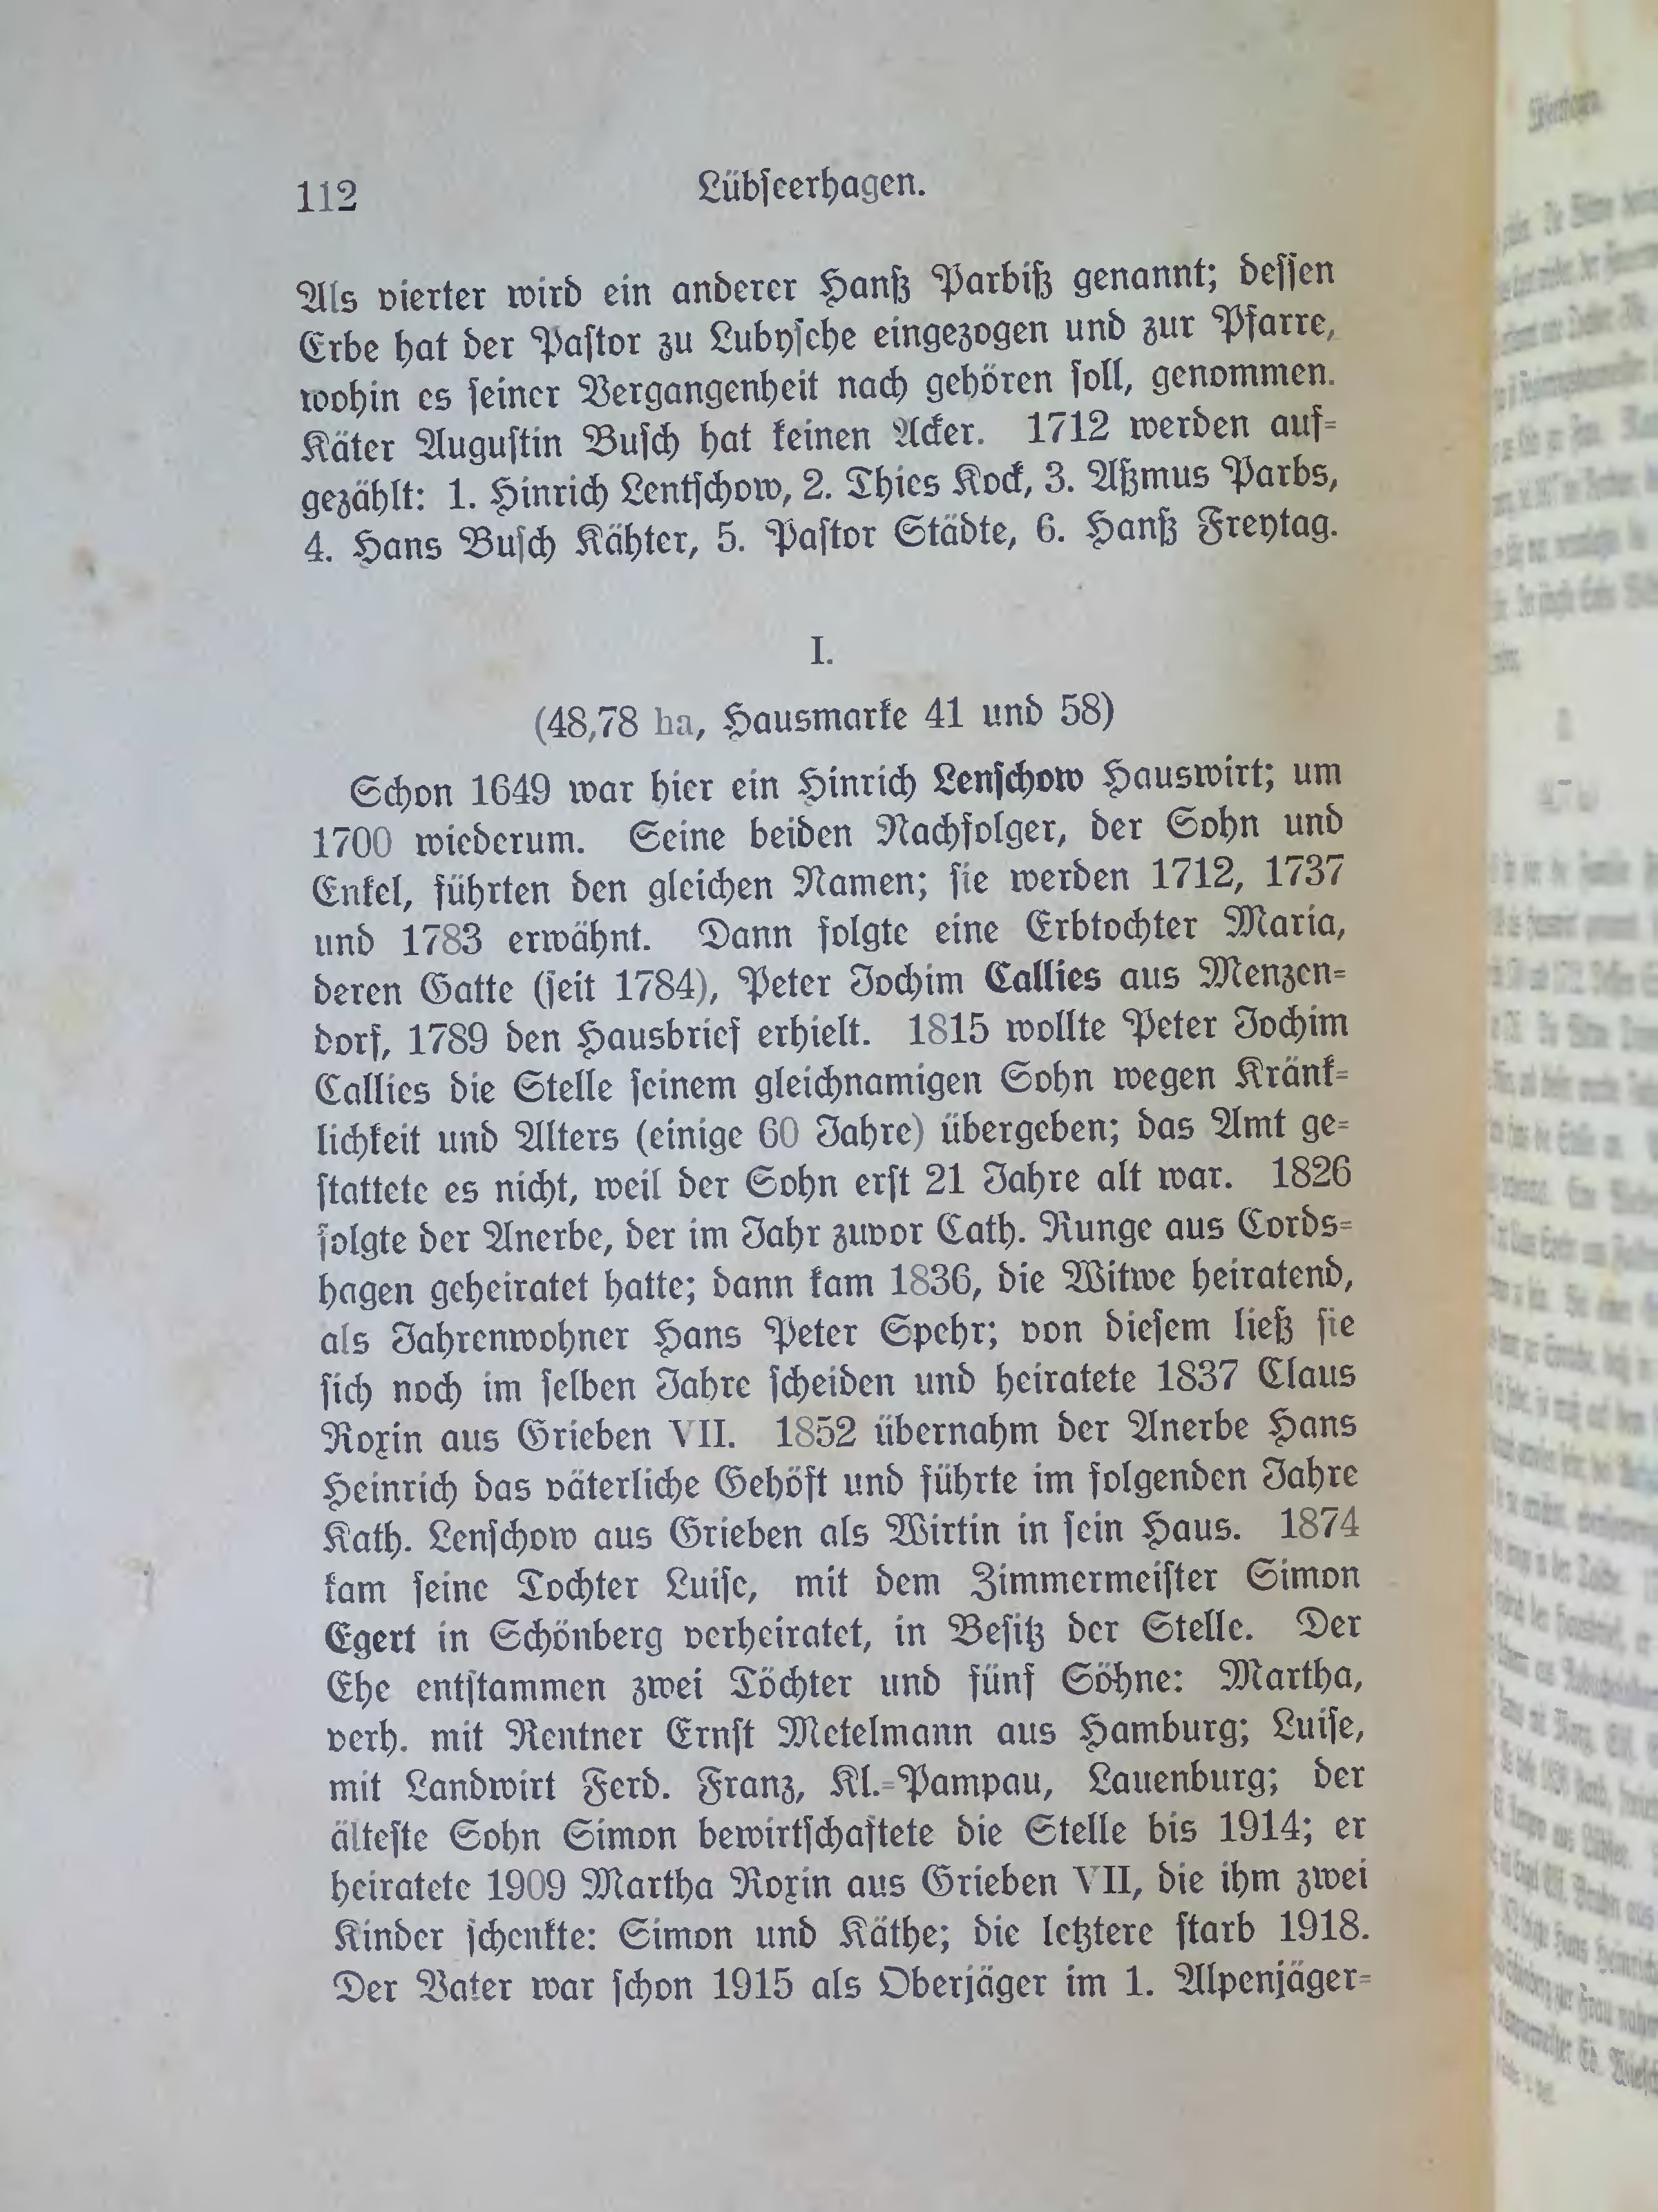 112
Lübseerhagen.
Als vierter wird ein anderer Hanß Parbiß genannt; dessen
Erbe hat der Pastor zu Lubysche eingezogen und zur Pfarre,
wohin es seiner Vergangenheit nach gehören soll, genommen.
Käter Augustin Busch hat keinen Acker. 1712 werden auf-
gezählt: 1. Hinrich Lentschow, 2. Thies Kock, 3. Aßmus Parbs,
4. Hans Busch Kähter, 5. Pastor Städte, 6. Hanß Freytag.
I.
(48,78 ha, Hausmarke 41 und 58)
Schon 1649 war hier ein Hinrich Lenschow Hauswirt; um
1700 wiederum. Seine beiden Nachfolger, der Sohn und
Enkel, führten den gleichen Namen; sie werden 1712, 1737
und 1783 erwähnt. Dann folgte eine Erbtochter Maria,
deren Gatte (seit 1784), Peter Jochim Callies aus Menzen-
dorf, 1789 den Hausbrief erhielt. 1815 wollte Peter Jochim
Callies die Stelle seinem gleichnamigen Sohn wegen Kränk-
lichkeit und Alters (einige 60 Jahre) übergeben; das Amt ge-
stattete es nicht, weil der Sohn erst 21 Jahre alt war. 1826
folgte der Anerbe, der im Jahr zuvor Cath. Runge aus Cords-
hagen geheiratet hatte; dann kam 1836, die Witwe heiratend,
als Jahrenwohner Hans Peter Spehr; von diesem ließ sie
sich noch im selben Jahre scheiden und heiratete 1837 Claus
Roxin aus Grieben VII. 1852 übernahm der Anerbe Hans
Heinrich das väterliche Gehöft und führte im folgenden Jahre
Kath. Lenschow aus Grieben als Wirtin in sein Haus. 1874
kam seine Tochter Luise, mit dem Zimmermeister Simon
Egert in Schönberg verheiratet, in Besitz der Stelle. Der
Ehe entstammen zwei Töchter und fünf Söhne: Martha,
verh. mit Rentner Ernst Metelmann aus Hamburg; Luise,
mit Landwirt Ferd. Franz, Kl.-Pampau, Lauenburg; der
älteste Sohn Simon bewirtschaftete die Stelle bis 1914; er
heiratete 1909 Martha Roxin aus Grieben VII, die ihm zwei
Kinder schenkte: Simon und Käthe; die letztere starb 1918.
Der Vater war schon 1915 als Oberjäger im 1. Alpenjäger-